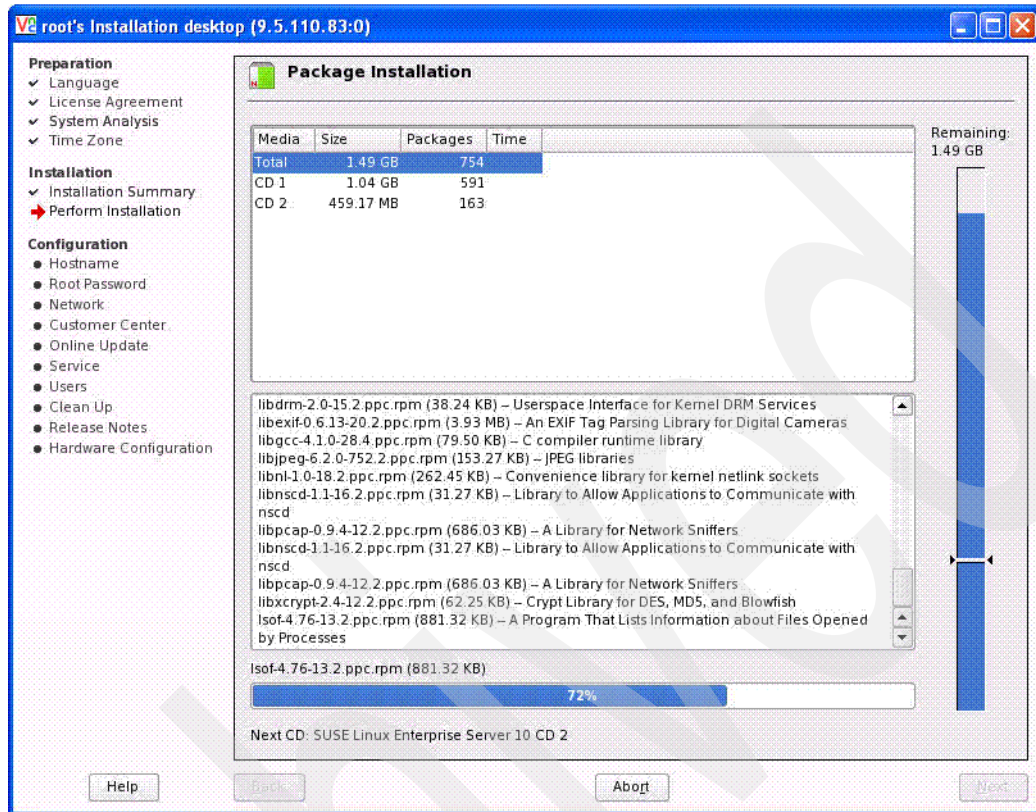 root's Installation desktop (9.5.110.83:0)
Preparation
Language
License Agreement
System Analysis
Time Zone
Installation
Installation Summary
Perform Installation
Configuration
Hostname
Root Password
Network
Customer Center
Online Update
Service
Users
Clean Up
Release Notes
Hardware Configuration
Package Installation
Media Size Packages Time
Total 1.49 GB 754
CD 1 1.04 GB 591
CD 2 459.17 MB 163
Remaining:
1.49 GB
libdrm-2.0-15.2.ppc.rpm (38.24 KB) – Userspace Interface for Kernel DRM Services
libexif-0.6.13-20.2.ppc.rpm (3.93 MB) – An EXIF Tag Parsing Library for Digital Cameras
libgcc-4.1.0-28.4.ppc.rpm (79.50 KB) – C compiler runtime library
libjpeg-6.2.0-752.2.ppc.rpm (153.27 KB) – JPEG libraries
libnl-1.0-18.2.ppc.rpm (262.45 KB) – Convenience library for kernel netlink sockets
libnscd-1.1-16.2.ppc.rpm (31.27 KB) – Library to Allow Applications to Communicate with
nscd
libpcap-0.9.4-12.2.ppc.rpm (686.03 KB) – A Library for Network Sniffers
libnscd-1.1-16.2.ppc.rpm (31.27 KB) – Library to Allow Applications to Communicate with
nscd
libpcap-0.9.4-12.2.ppc.rpm (686.03 KB) – A Library for Network Sniffers
libxcrypt-2.4-12.2.ppc.rpm (62.25 KB) – Crypt Library for DES, MD5, and Blowfish
lsof-4.76-13.2.ppc.rpm (881.32 KB) – A Program That Lists Information about Files Opened
by Processes
lsof-4.76-13.2.ppc.rpm (881.32 KB)
72%
Next CD: SUSE Linux Enterprise Server 10 CD 2
Help Back Abort Next